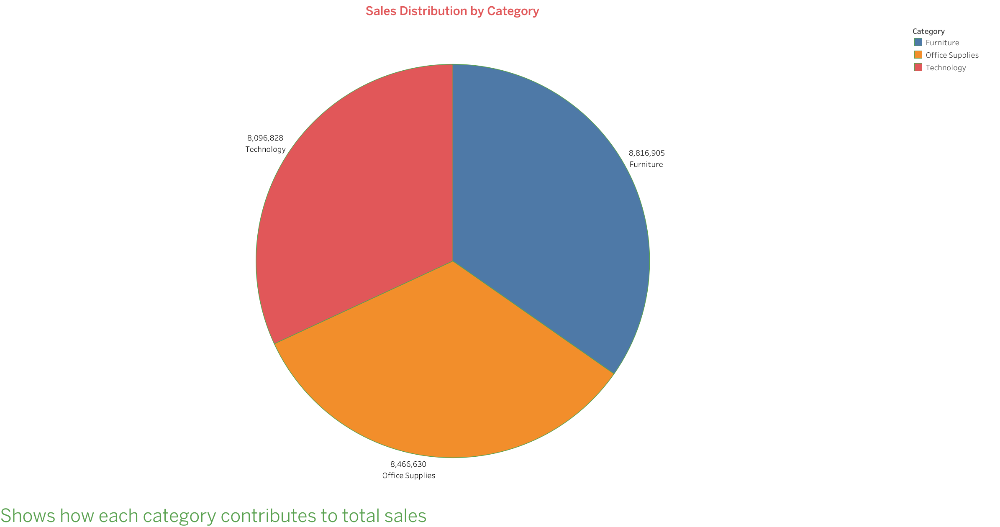 Sales Distribution by Category
Category
Furniture
Office Supplies
Technology
8,096,828
Technology
8,816,905
Furniture
8,466,630
Office Supplies
Shows how each category contributes to total sales